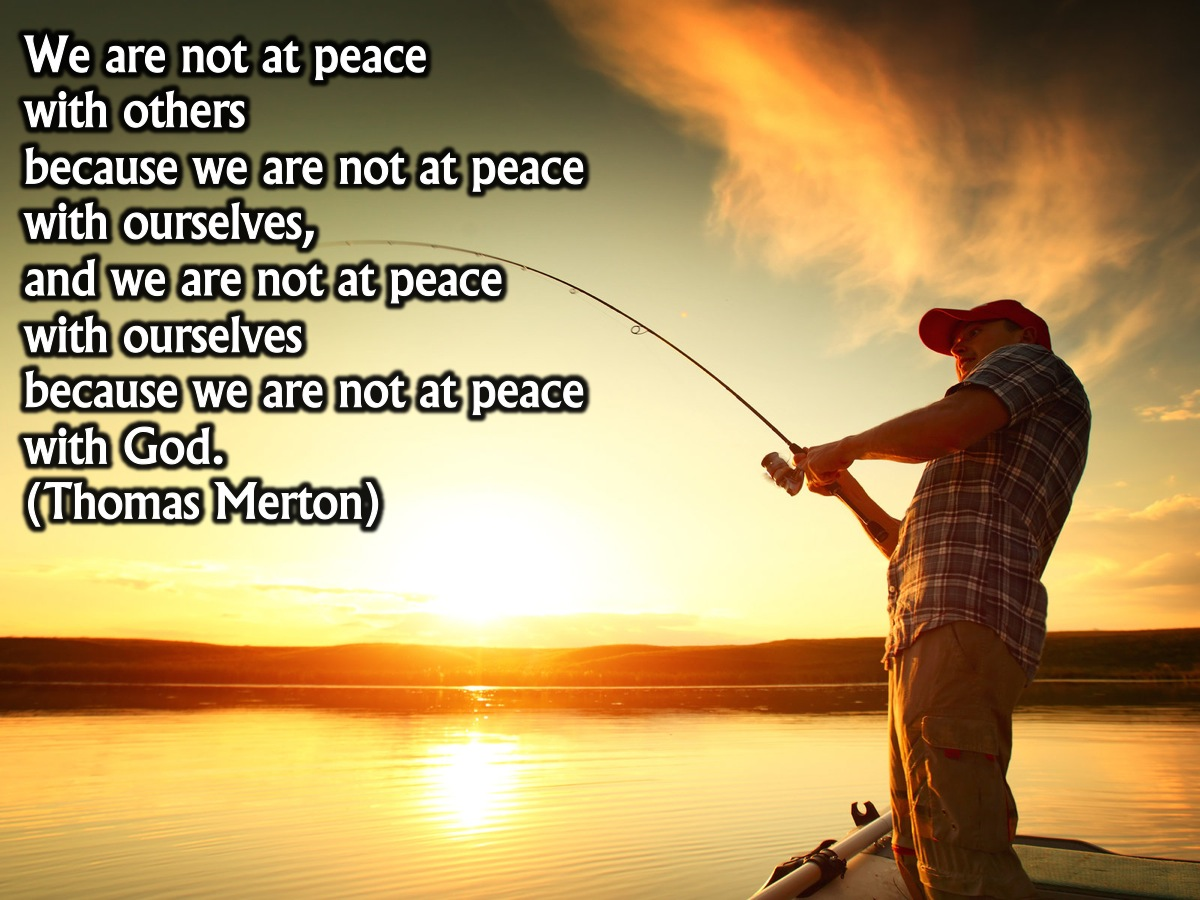 We are not at peace
with others
because we are not at peace
with ourselves,
and we are not at peace
with ourselves
because we are not at peace
with God.
(Thomas Merton)